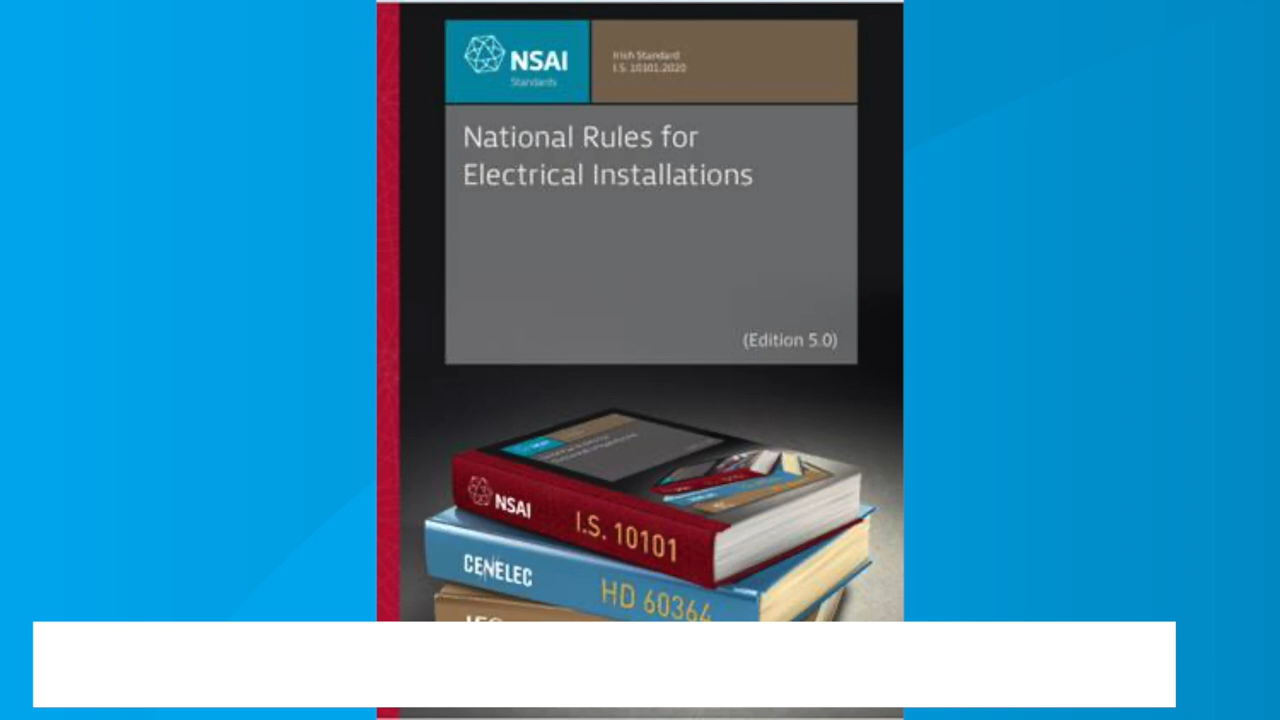 NSAI
Standards
Irish Standard
I.S. 10101:2020
National Rules for
Electrical Installations
(Edition 5.0)
NSAI
I.S. 10101
CENELEC
HD 60364